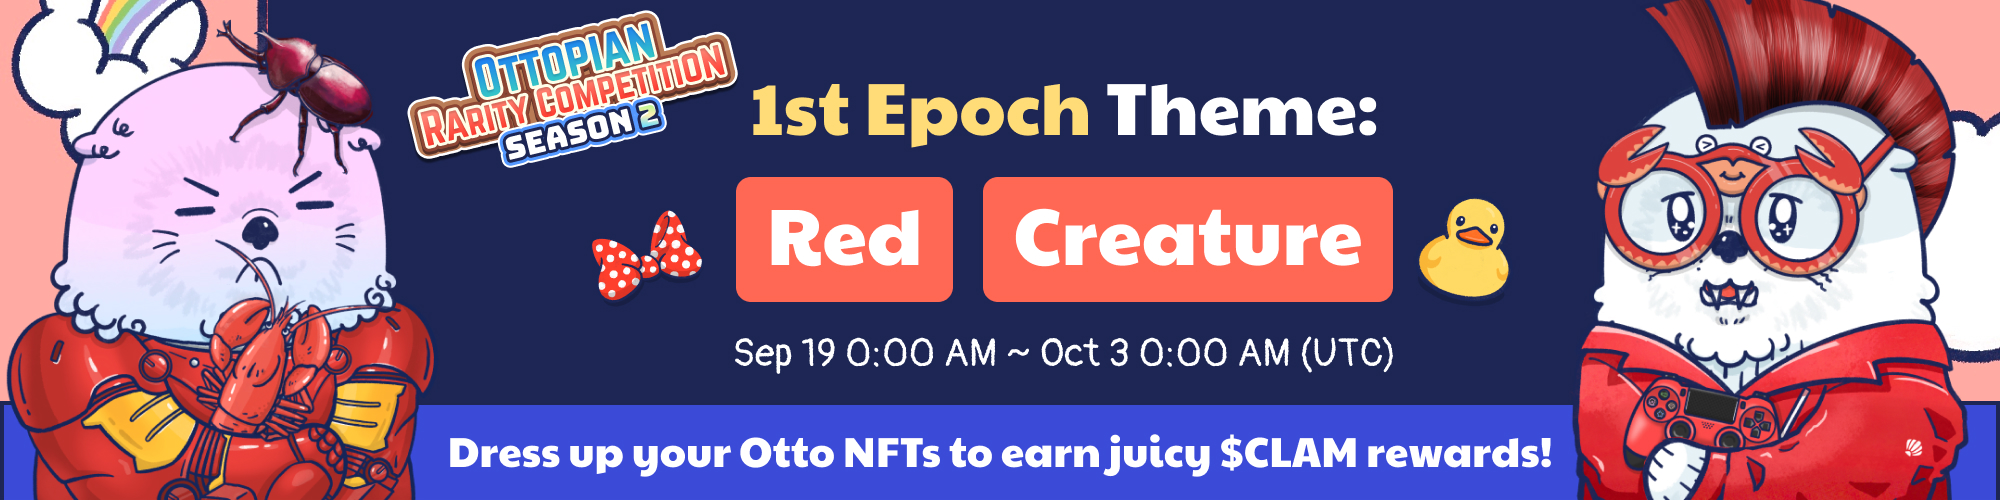 OTTOPIAN
RARITY COMPETITION
SEASON 2
1st Epoch Theme:
Red Creature
Sep 19 0:00 AM ~ Oct 3 0:00 AM (UTC)
Dress up your Otto NFTs to earn juicy $CLAM rewards!